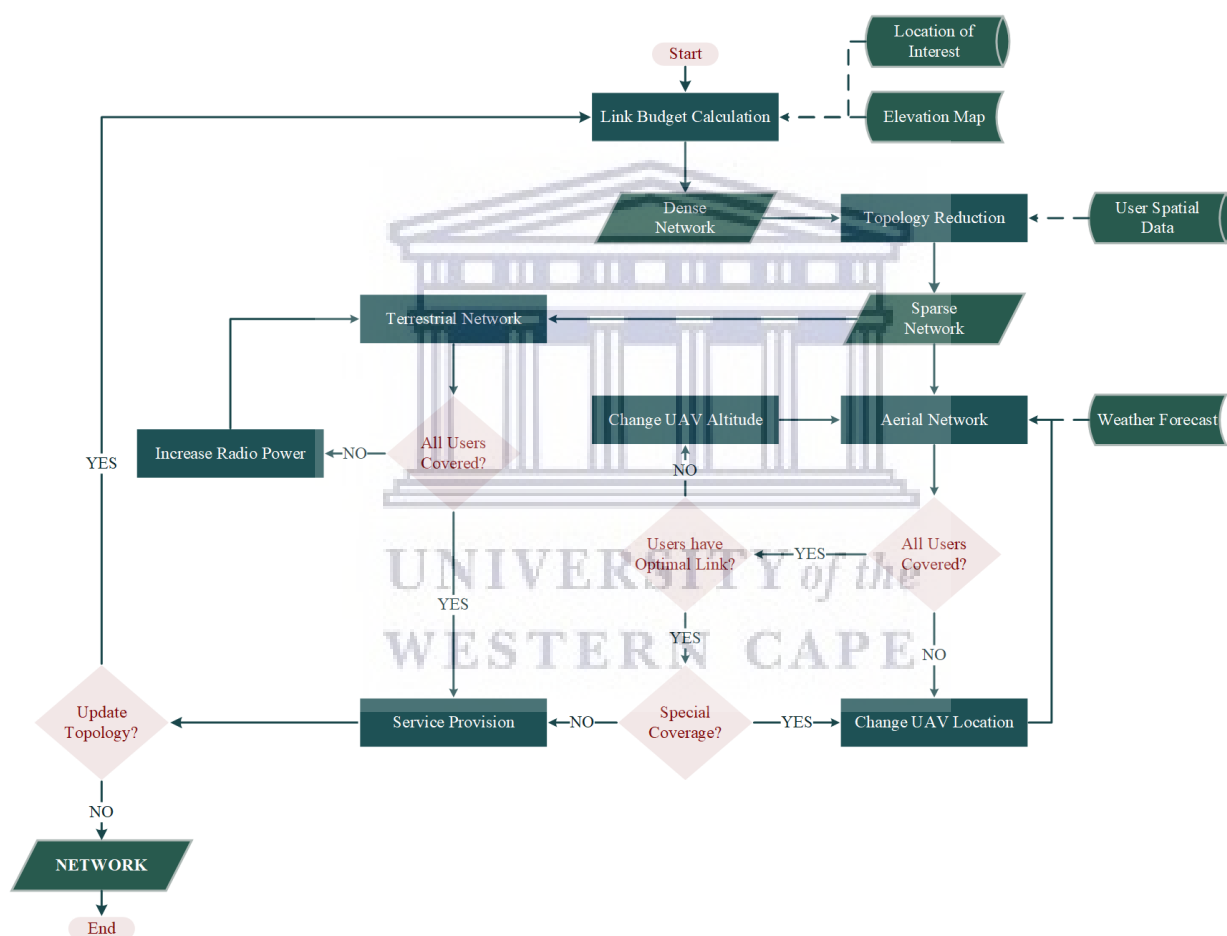 Start
Location of
Interest
Link Budget Calculation
Elevation Map
Dense
Network
Topology Reduction
User Spatial
Data
Terrestrial Network
Sparse
Network
Change UAV Altitude
Aerial Network
Weather Forecast
Increase Radio Power
NO
All Users
Covered?
YES
NO
Users have
Optimal Link?
YES
All Users
Covered?
UNIVERSITY of the
YES
YES
NO
WESTERN CAPE
Update
Topology?
Service Provision
NO
Special
Coverage?
YES
Change UAV Location
NO
NETWORK
End